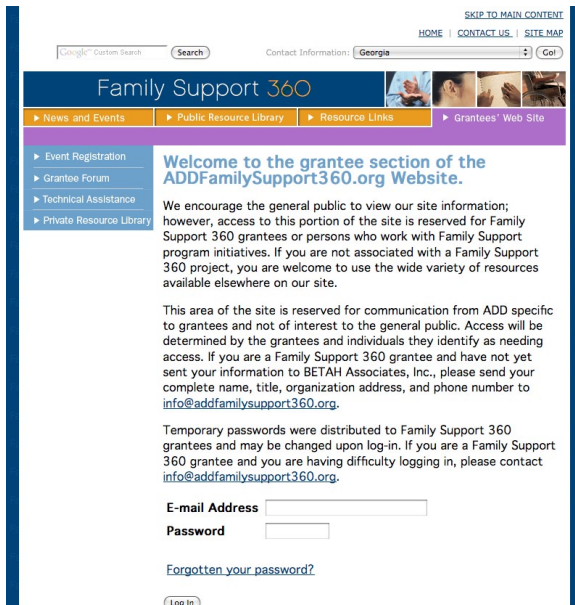 SKIP TO MAIN CONTENT
HOME | CONTACT US | SITE MAP
Google™ Custom Search Search Contact Information: Georgia Go!
Family Support 360
News and Events Public Resource Library Resource Links Grantees' Web Site
Event Registration
Grantee Forum
Technical Assistance
Private Resource Library
Welcome to the grantee section of the
ADDFamilySupport360.org Website.
We encourage the general public to view our site information;
however, access to this portion of the site is reserved for Family
Support 360 grantees or persons who work with Family Support
program initiatives. If you are not associated with a Family Support
360 project, you are welcome to use the wide variety of resources
available elsewhere on our site.
This area of the site is reserved for communication from ADD specific
to grantees and not of interest to the general public. Access will be
determined by the grantees and individuals they identify as needing
access. If you are a Family Support 360 grantee and have not yet
sent your information to BETAH Associates, Inc., please send your
complete name, title, organization address, and phone number to
info@addfamilysupport360.org.
Temporary passwords were distributed to Family Support 360
grantees and may be changed upon log-in. If you are a Family Support
360 grantee and you are having difficulty logging in, please contact
info@addfamilysupport360.org.
E-mail Address
Password
Forgotten your password?
Log In